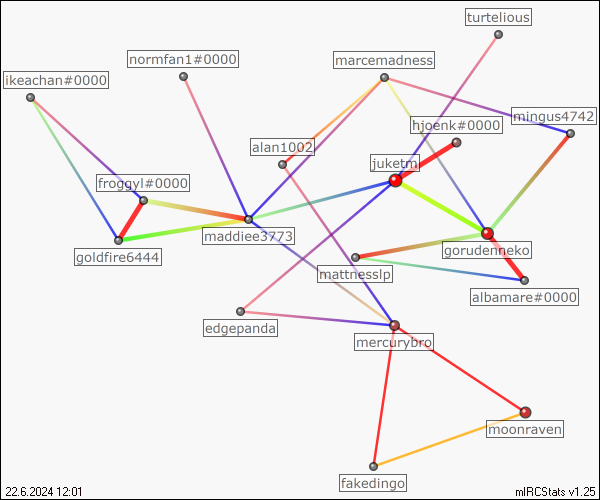 turtelious
normfan1#0000
marcemadness
ikeachan#0000
mingus4742
hjoenk#0000
alan1002
juketm
froggyl#0000
maddiee3773
gorudenneko
goldfire6444
mattnesslp
albamare#0000
edgepanda
mercurybro
moonraven
fakedingo
22.6.2024 12:01
mIRCStats v1.25